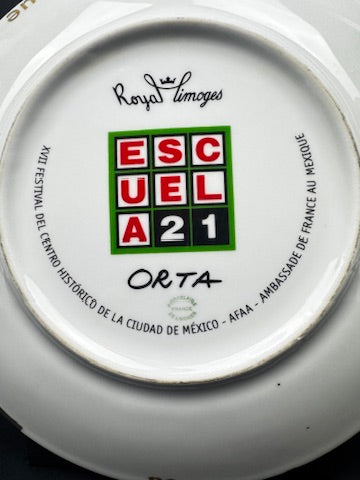 Royal Limoges
ESC
UEL
A21
ORTA
PORCELAINE
FRANCE
XVII FESTIVAL DEL CENTRO HISTÓRICO DE LA CIUDAD DE MÉXICO - AFAA - AMBASSADE DE FRANCE AU MEXIQUE